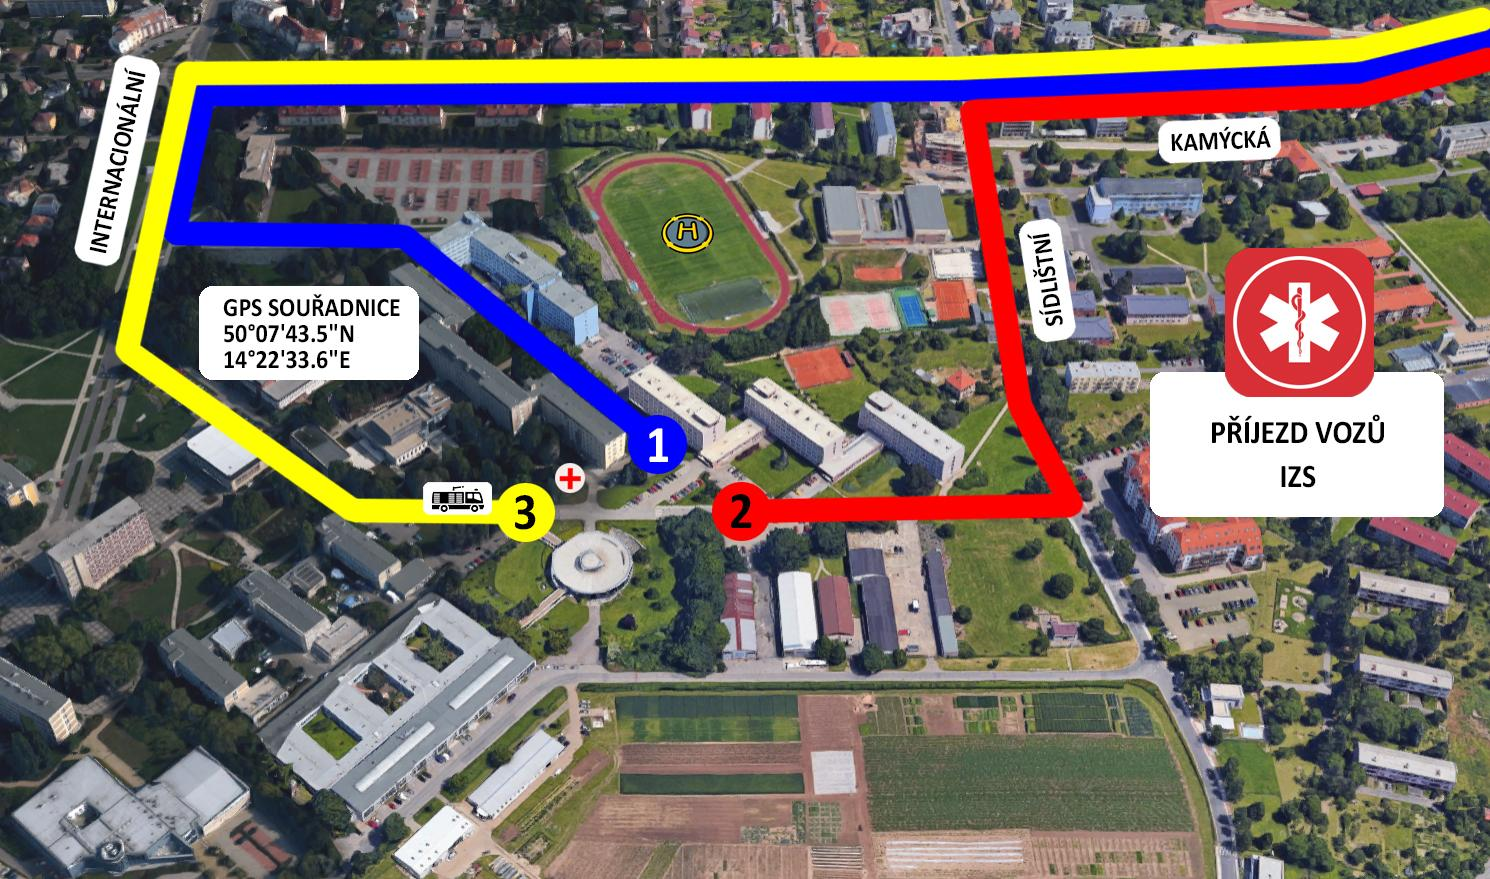 INTERNACIONÁLNÍ
KAMÝCKÁ
H
SÍDLIŠTNÍ
GPS SOUŘADNICE
50°07'43.5"N
14°22'33.6"E
PŘÍJEZD VOZŮ
IZS
1
2
3